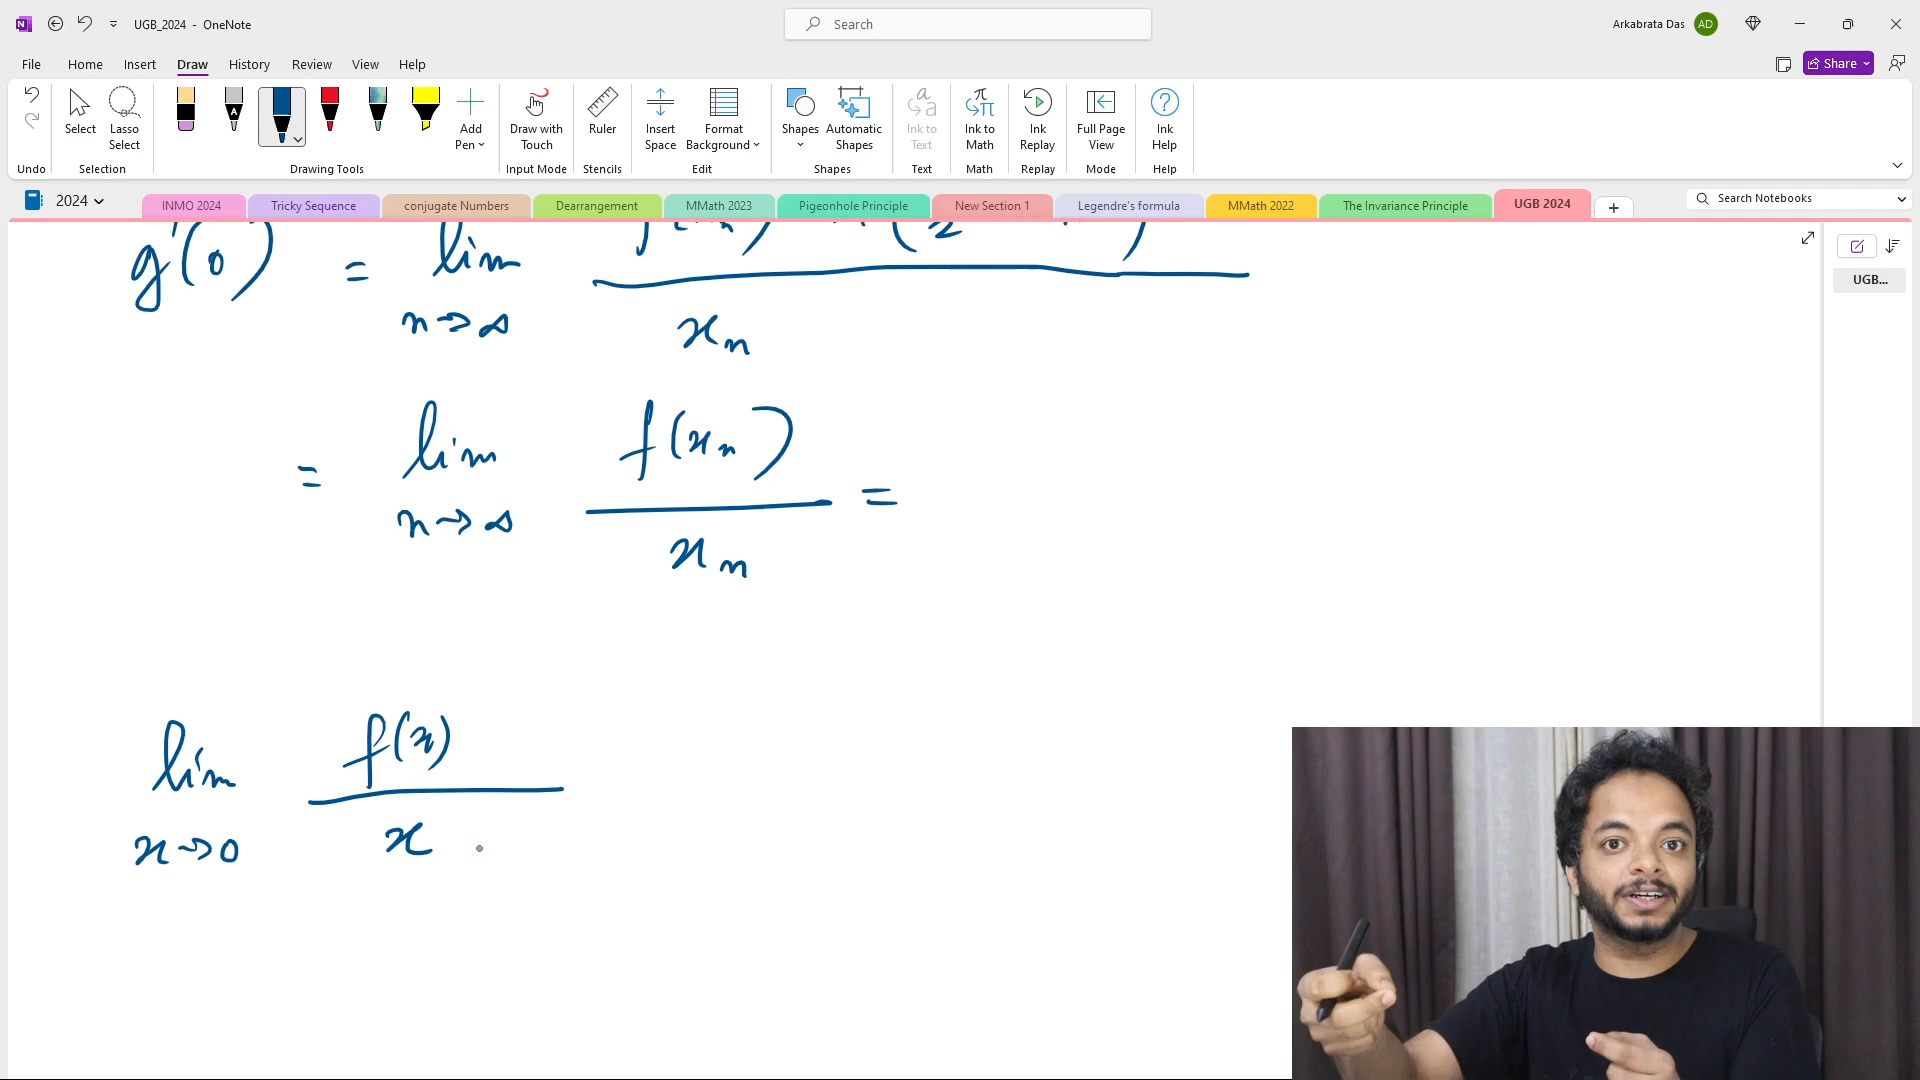 UGB_2024 - OneNote
Search
Arkabrata Das AD
File Home Insert Draw History Review View Help
Share
Select
Lasso Select
Add Pen
Draw with Touch
Ruler
Insert Space
Format Background
Shapes
Automatic Shapes
Ink to Text
Ink to Math
Ink Replay
Full Page View
Ink Help
Undo Selection Drawing Tools Input Mode Stencils Edit Shapes Text Math Replay Mode Help
2024 INMO 2024 Tricky Sequence conjugate Numbers Dearrangement MMath 2023 Pigeonhole Principle New Section 1 Legendre's formula MMath 2022 The Invariance Principle UGB 2024 + Search Notebooks
UGB...
g'(0) = lim
n→∞ x_n
= lim f(x_n) =
n→∞ x_n
lim f(x)
x→0 x